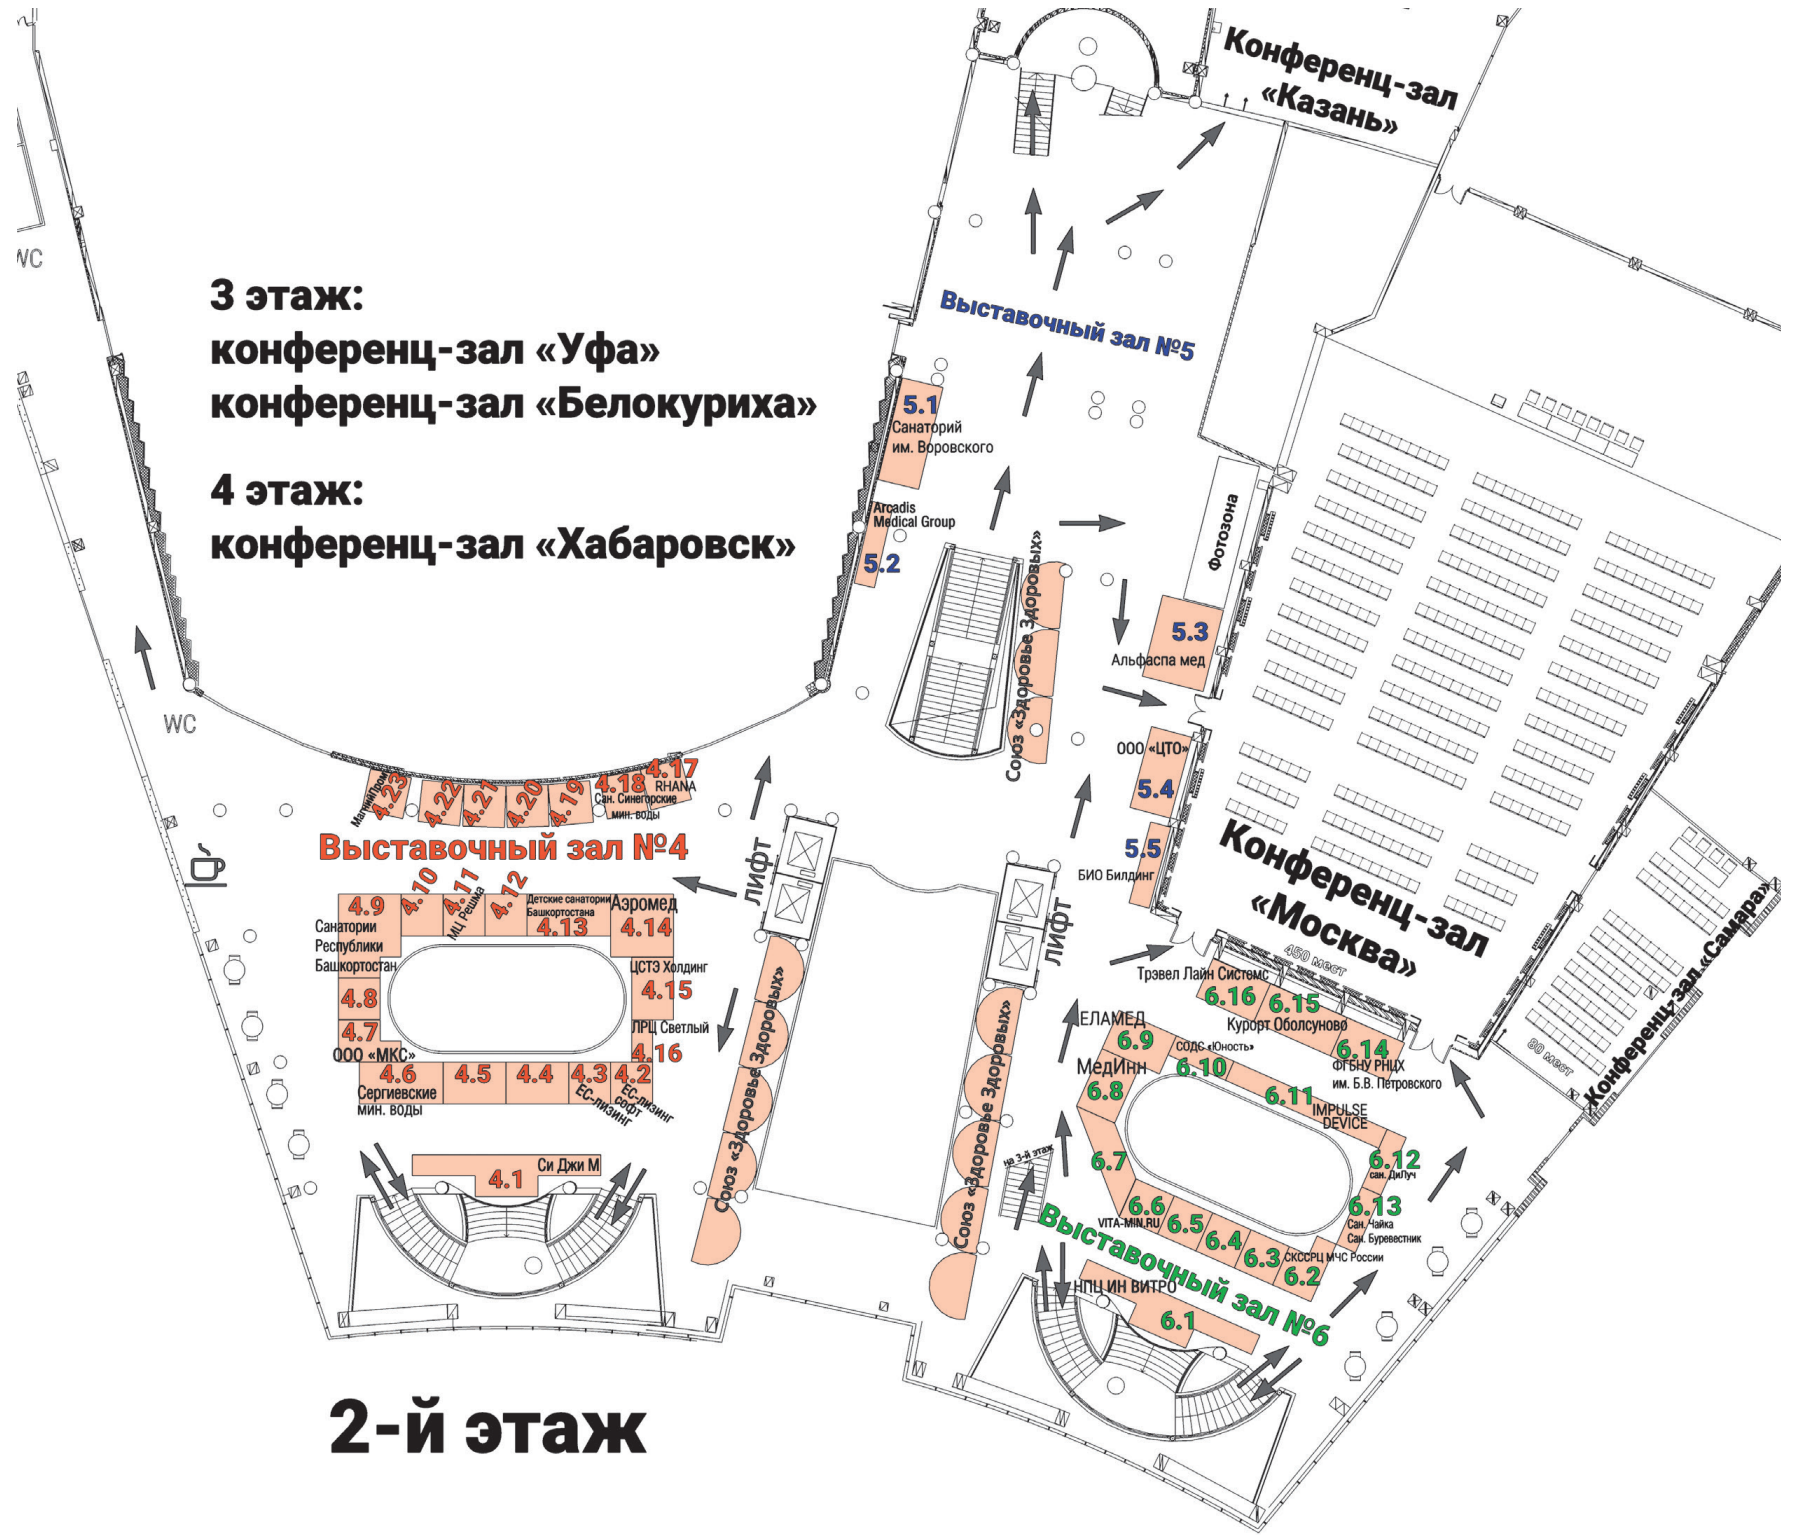 Конференц-зал
«Казань»
WC
3 этаж:
конференц-зал «Уфа»
конференц-зал «Белокуриха»
4 этаж:
конференц-зал «Хабаровск»
Выставочный зал №5
5.1
Санаторий
им. Воровского
Arcadis
Medical Group
5.2
Фотозона
Союз «Здоровье Здоровых»
5.3
Альфаспа мед
ООО «ЦТО»
5.4
5.5
БИО Билдинг
WC
МагнийПром
4.23
4.22
4.21
4.20
4.19
4.18
Сан. Синегорские
мин. воды
4.17
RHANA
Выставочный зал №4
ЛИФТ
ЛИФТ
4.9
Санатории
Республики
Башкортостан
4.10
4.11
МЦ Решма
4.12
Детские санатории
Башкортостана
4.13
Аэромед
4.14
ЦСТЭ Холдинг
4.15
ЛРЦ Светлый
4.16
4.8
4.7
ООО «МКС»
4.6
Сергиевские
мин. воды
4.5
4.4
4.3
ЕС-лизинг
4.2
ЕС-лизинг
софт
4.1
Си Джи М
Союз «Здоровье Здоровых»
Союз «Здоровье Здоровых»
Конференц-зал
«Москва»
450 мест
Конференц-зал «Самара»
80 мест
Трэвел Лайн Системс
6.16
6.15
Курорт Оболсуново
6.14
ФГБНУ РНЦХ
им. Б.В. Петровского
ЕЛАМЕД
6.9
СОДС «Юность»
6.10
МедИнн
6.8
6.11
IMPULSE
DEVICE
6.12
сан. ДиЛуч
6.13
Сан. Чайка
Сан. Буревестник
6.7
на 3-й этаж
6.6
VITA-MIN.RU
6.5
6.4
6.3
СКССРЦ МЧС России
6.2
Выставочный зал №6
НПЦ ИН ВИТРО
6.1
2-й этаж